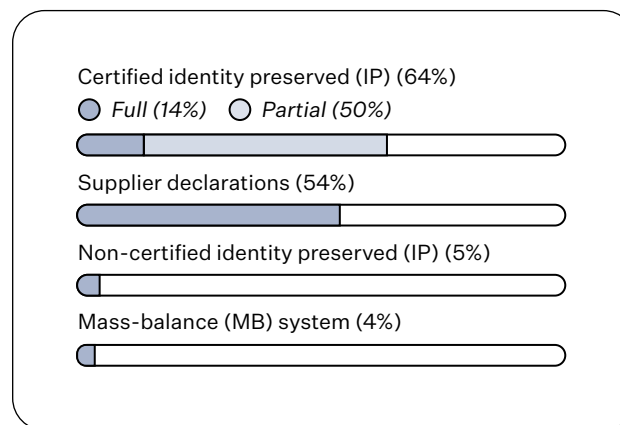 Certified identity preserved (IP) (64%)
Full (14%) Partial (50%)
Supplier declarations (54%)
Non-certified identity preserved (IP) (5%)
Mass-balance (MB) system (4%)